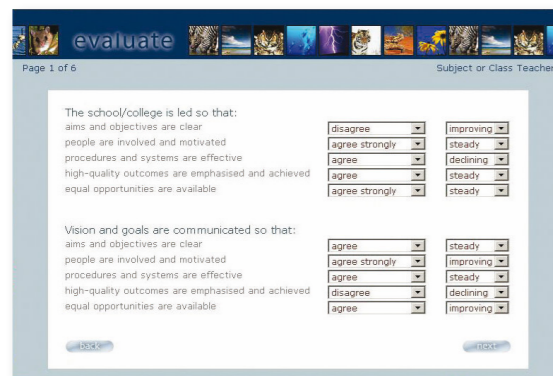 evaluate
Page 1 of 6 Subject or Class Teacher
The school/college is led so that:
aims and objectives are clear disagree improving
people are involved and motivated agree strongly steady
procedures and systems are effective agree declining
high-quality outcomes are emphasised and achieved agree steady
equal opportunities are available agree strongly steady
Vision and goals are communicated so that:
aims and objectives are clear agree steady
people are involved and motivated agree strongly improving
procedures and systems are effective agree steady
high-quality outcomes are emphasised and achieved disagree declining
equal opportunities are available agree improving
back next